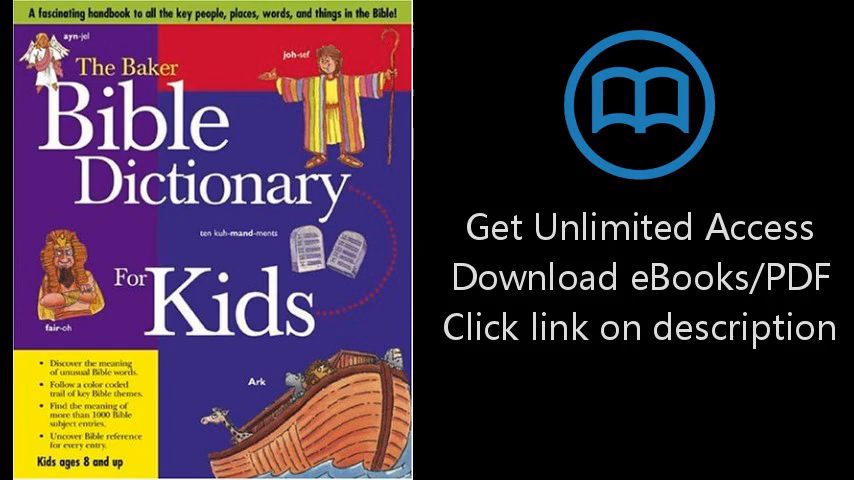 A fascinating handbook to all the key people, places, words, and things in the Bible!
ayn-jel
joh-sef
The Baker
Bible
Dictionary
ten kuh-mand-ments
For Kids
fair-oh
• Discover the meaning
of unusual Bible words.
• Follow a color coded
trail of key Bible themes.
• Find the meaning of
more than 1000 Bible
subject entries.
• Uncover Bible reference
for every entry.
Kids ages 8 and up
Ark
Get Unlimited Access
Download eBooks/PDF
Click link on description